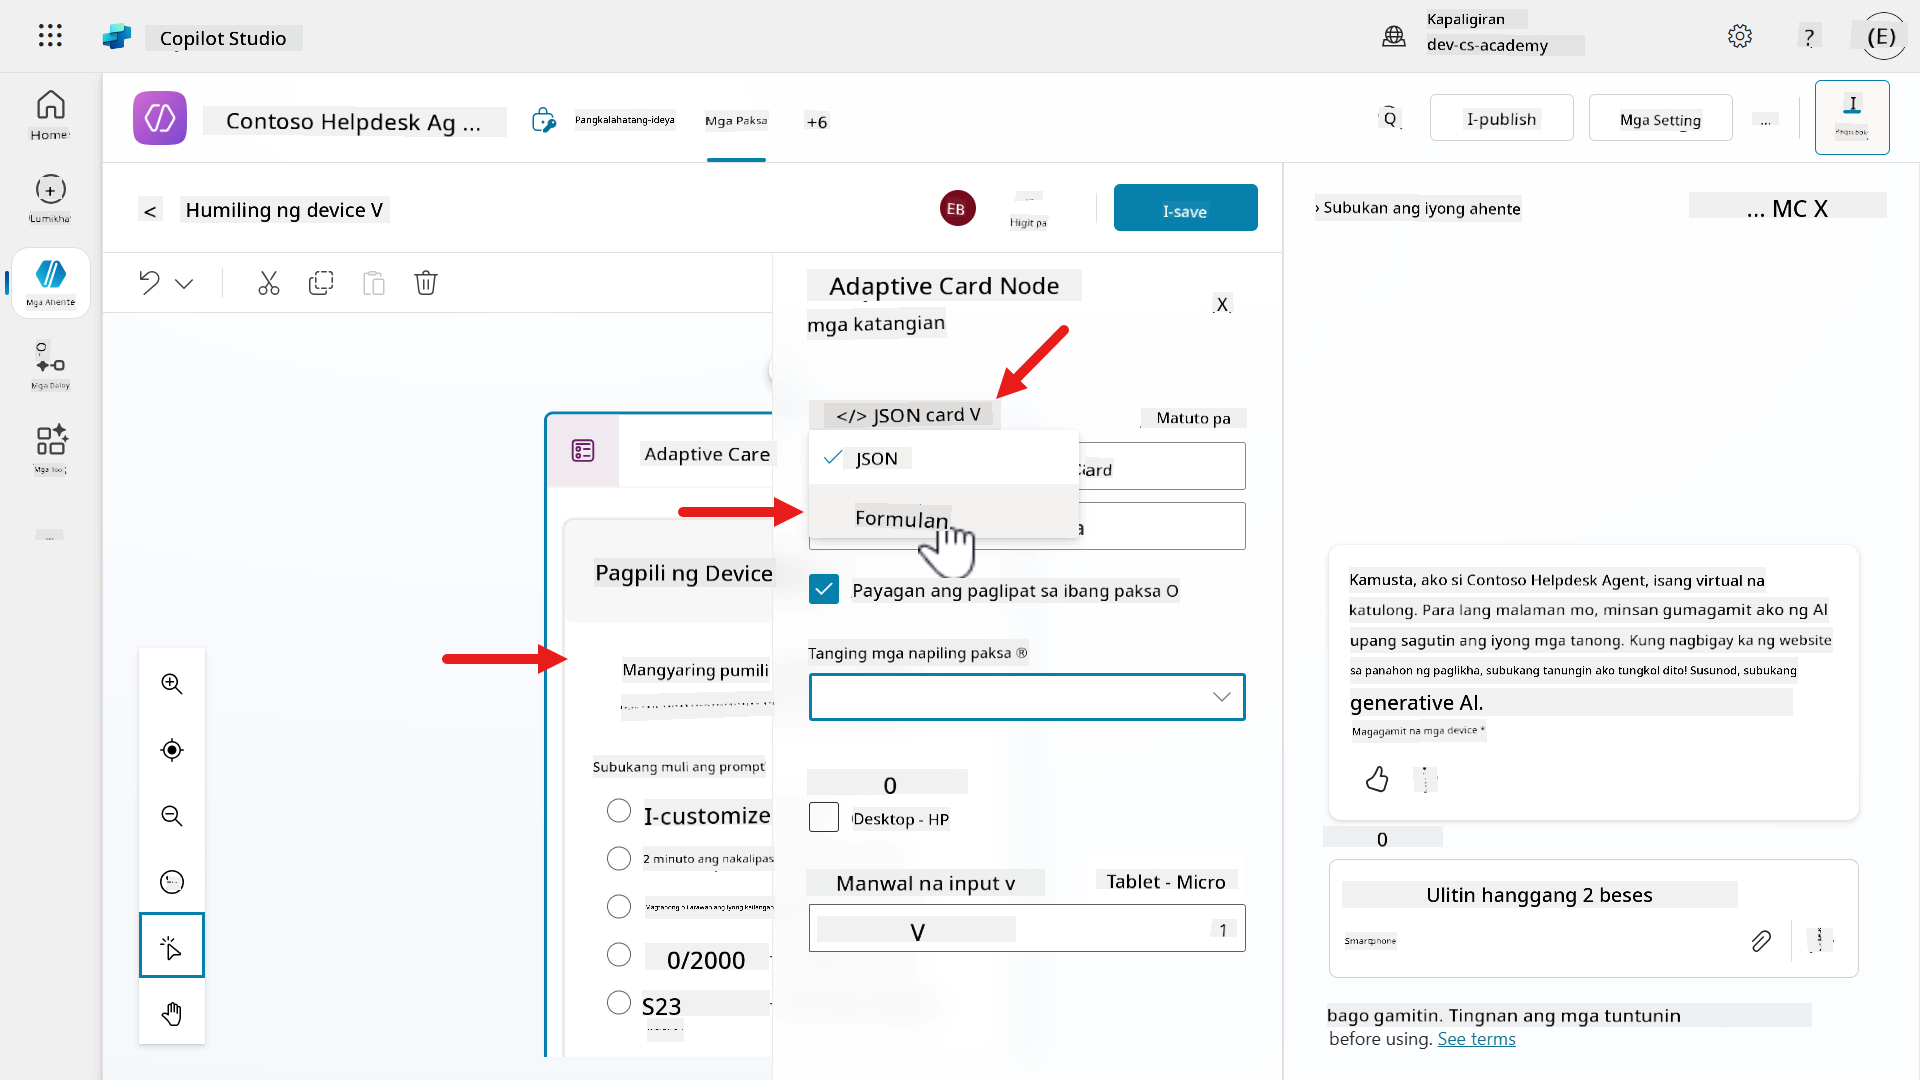 Copilot Studio
Kapaligiran
dev-cs-academy
?
(E)
Home
Lumikha
Mga Ahente
Mga Daloy
Contoso Helpdesk Ag ...
Pangkalahatang-ideya
Mga Paksa
+6
Q
I-publish
Mga Setting
...
I
< Humiling ng device V
EB
Higit pa
I-save
Adaptive Card Node
mga katangian
X
</> JSON card V
Matuto pa
JSON
Card
Formulan
a
Payagan ang paglipat sa ibang paksa O
Tanging mga napiling paksa ®
0
Desktop - HP
Manwal na input v
Tablet - Micro
V
1
Adaptive Care
Pagpili ng Device
Mangyaring pumili
Subukang muli ang prompt
I-customize
2 minuto ang nakalipas
0/2000
S23
› Subukan ang iyong ahente
... MC X
Kamusta, ako si Contoso Helpdesk Agent, isang virtual na
katulong. Para lang malaman mo, minsan gumagamit ako ng AI
upang sagutin ang iyong mga tanong. Kung nagbigay ka ng website
sa panahon ng paglikha, subukang tanungin ako tungkol dito! Susunod, subukang
generative AI.
Magagamit na mga device *
0
Ulitin hanggang 2 beses
Smartphone
bago gamitin. Tingnan ang mga tuntunin
before using. See terms